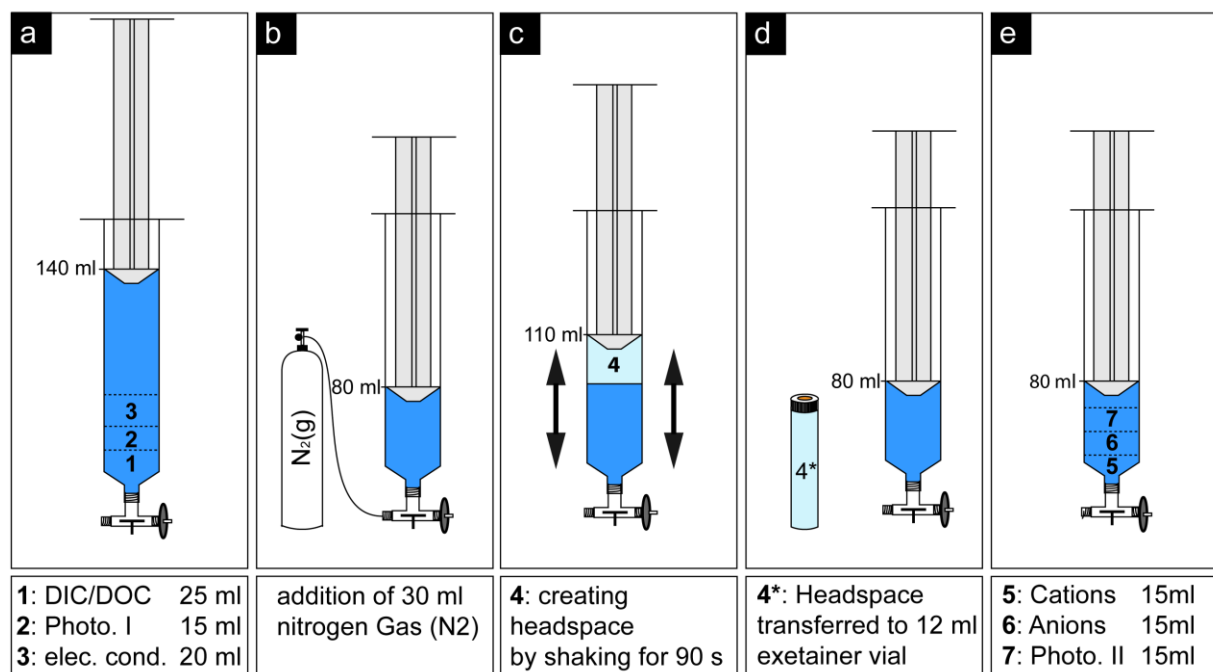 a
140 ml
3
2
1
1: DIC/DOC 25 ml
2: Photo. I 15 ml
3: elec. cond. 20 ml
b
80 ml
N2(g)
addition of 30 ml
nitrogen Gas (N2)
c
110 ml
4
4: creating
headspace
by shaking for 90 s
d
80 ml
4*
4*: Headspace
transferred to 12 ml
exetainer vial
e
80 ml
7
6
5
5: Cations 15ml
6: Anions 15ml
7: Photo. II 15ml